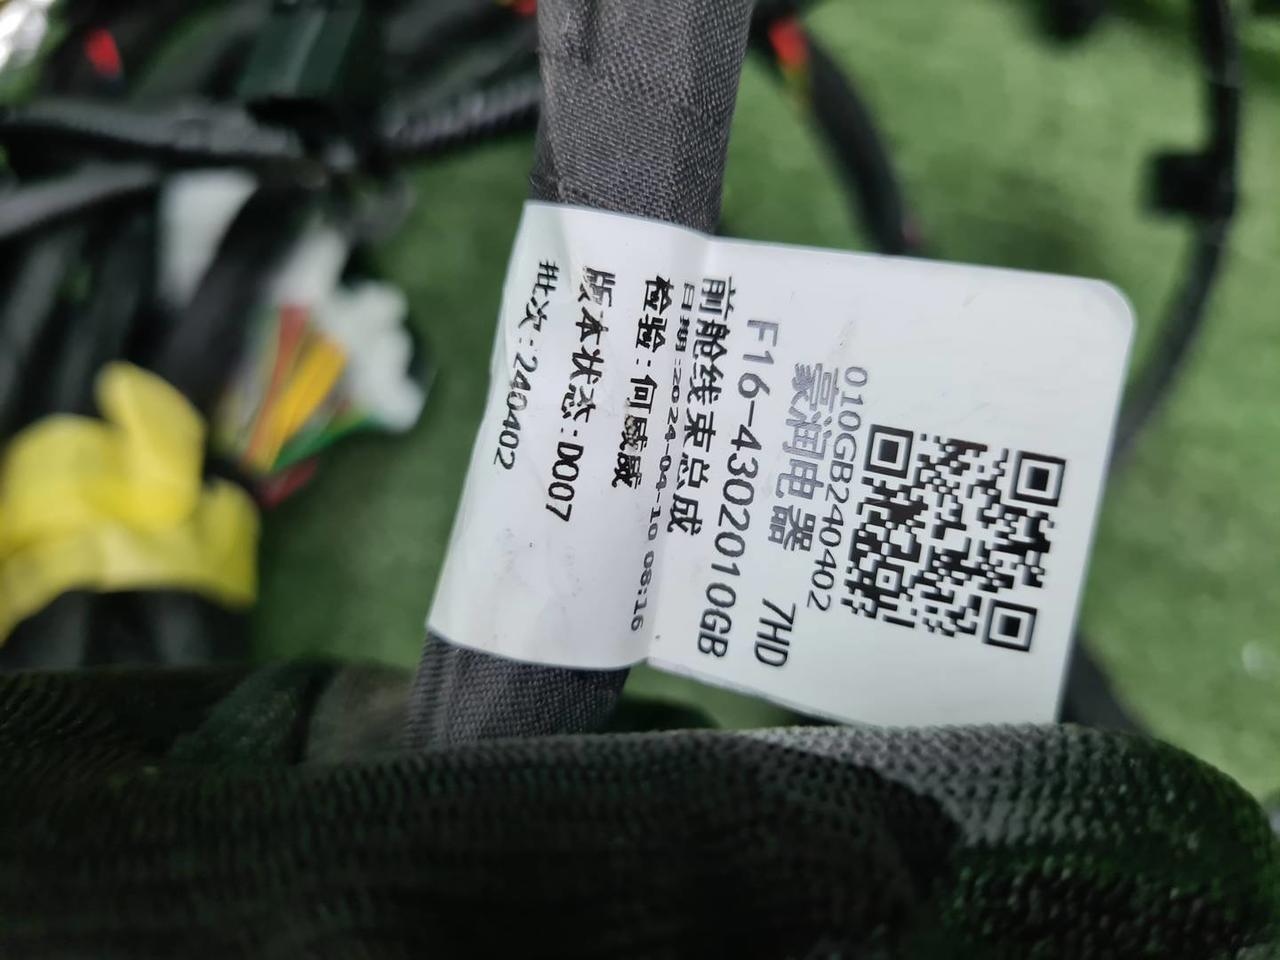 010GB240402
豪润电器 7HD
F16-4302010GB
前舱线束总成
日期:2024-04-10 08:16
检验:何威威
版本状态:D007
批次:240402